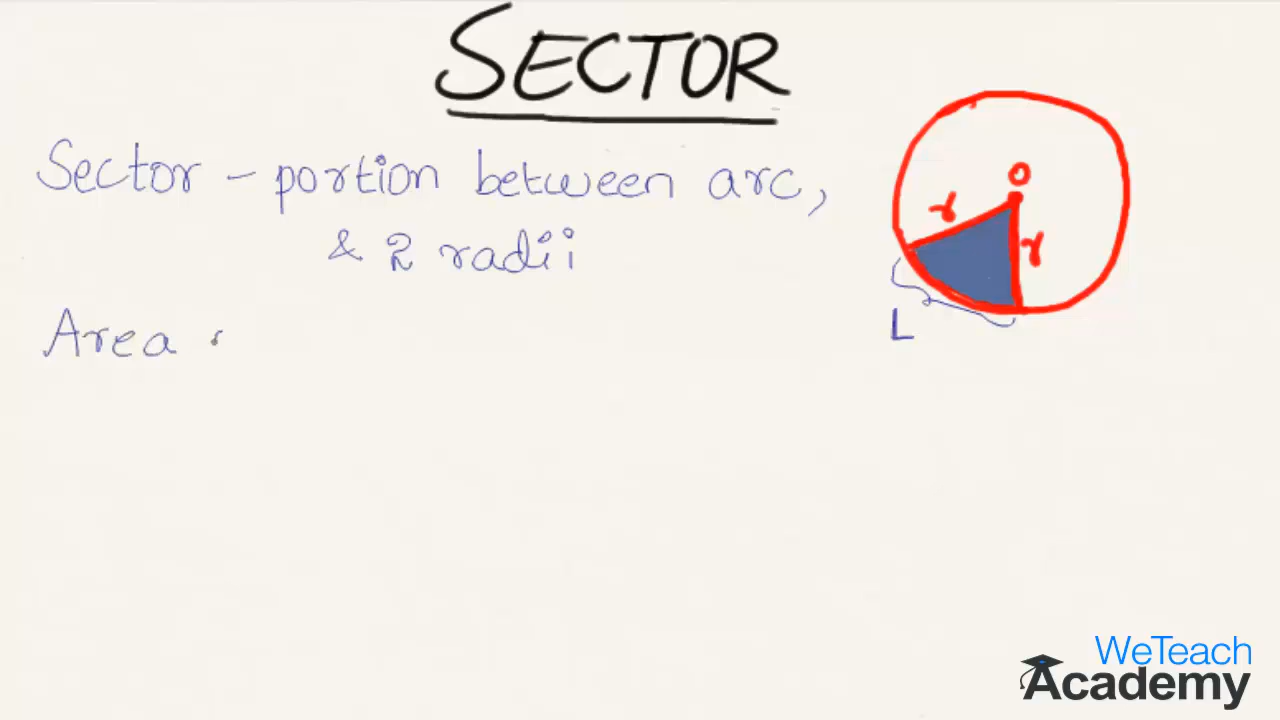 SECTOR
Sector - portion between arc,
& 2 radii
Area
O
r
r
L
WeTeach
Academy